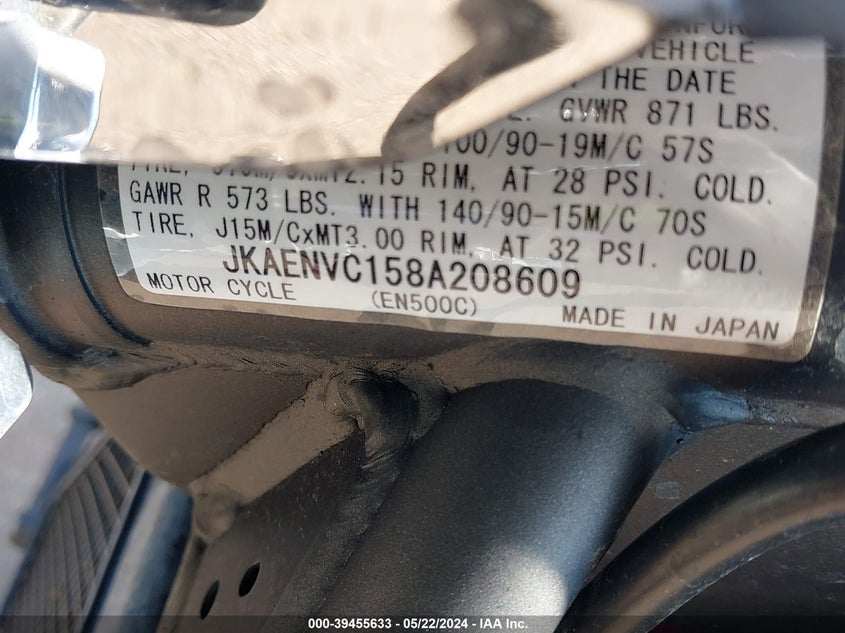 VEHICLE
THE DATE
GVWR 871 LBS.
100/90-19M/C 57S
15 RIM, AT 28 PSI. COLD.
GAWR R 573 LBS. WITH 140/90-15M/C 70S
TIRE, J15M/CxMT3.00 RIM, AT 32 PSI. COLD.
JKAENVC158A208609
MOTOR CYCLE (EN500C) MADE IN JAPAN
000-39455633 - 05/22/2024 - IAA Inc.